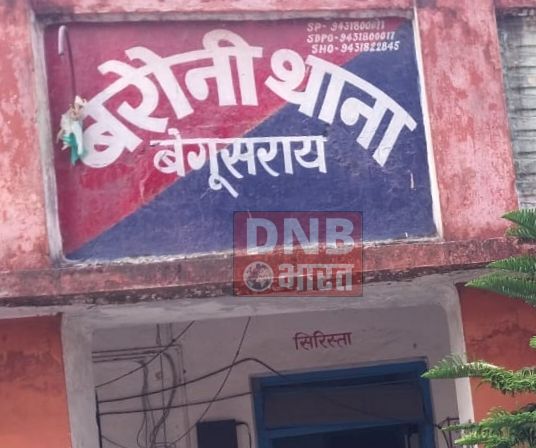 SP- 9431800011
SDPO- 9431800017
SHO- 9431822845
बरौनी थाना
बेगूसराय
DNB
भारत
सिरिस्ता